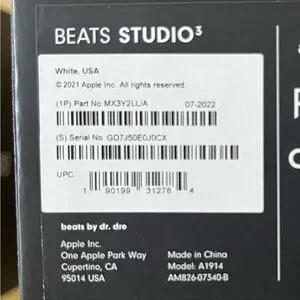 BEATS STUDIO³
White, USA
©2021 Apple Inc. All rights reserved.
(1P) Part No. MX3Y2LL/A 07-2022
(S) Serial No. GD7J50E0J0CX
UPC
1 90199 31278 4
beats by dr. dre
Apple Inc.
One Apple Park Way
Cupertino, CA
95014 USA
Made in China
Model: A1914
AM826-07340-B